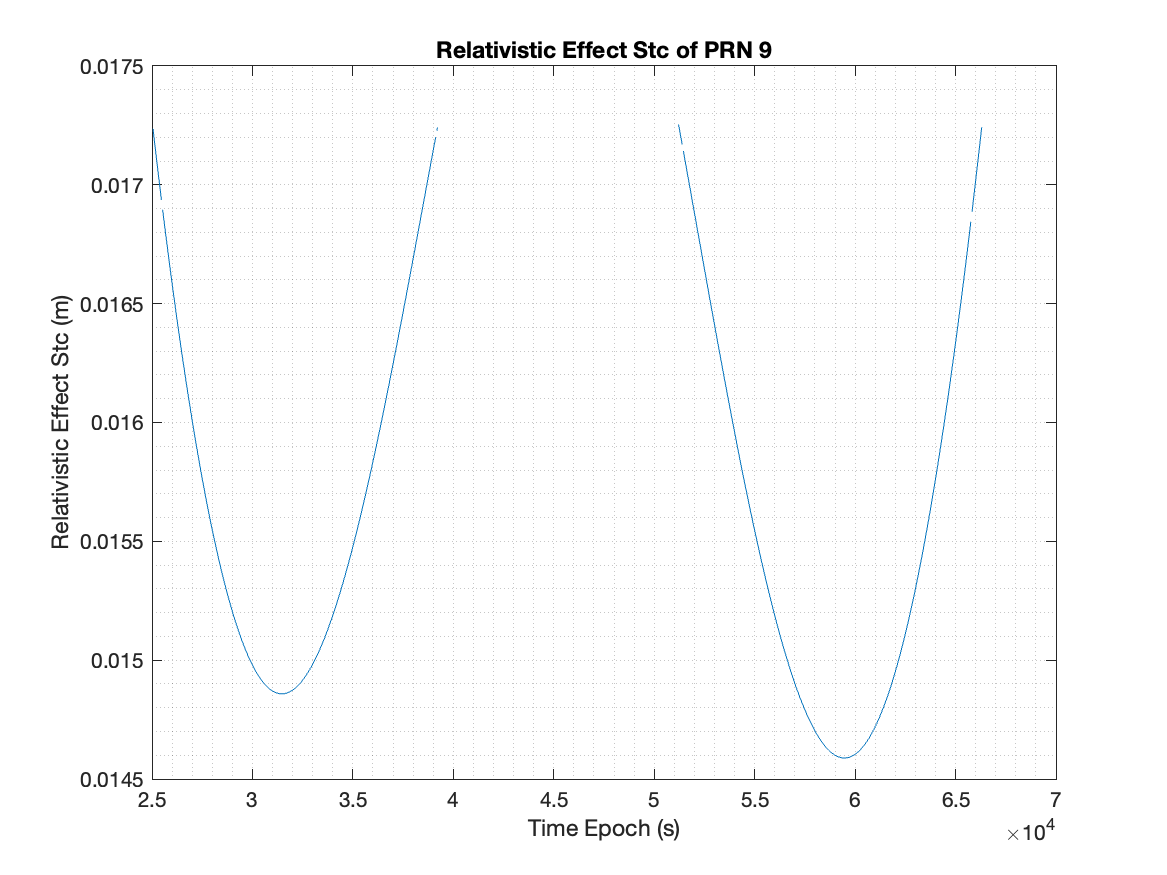 Relativistic Effect Stc of PRN 9
0.0175
0.017
0.0165
0.016
0.0155
0.015
0.0145
Relativistic Effect Stc (m)
2.5 3 3.5 4 4.5 5 5.5 6 6.5 7
Time Epoch (s)
×10⁴